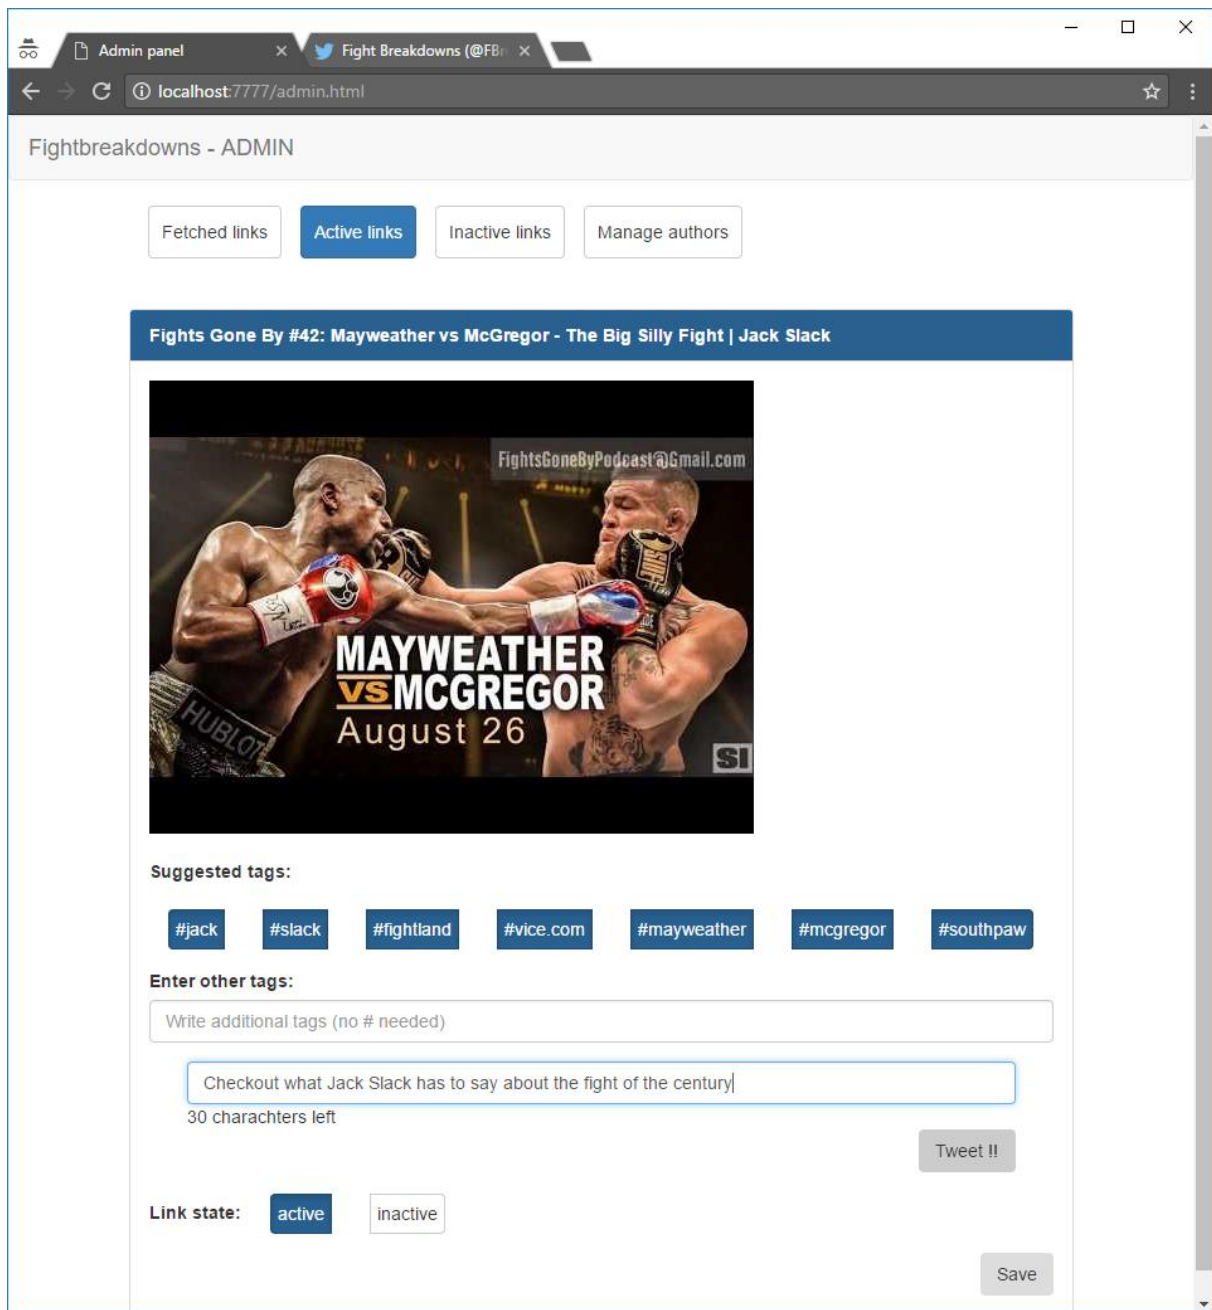 Admin panel
Fight Breakdowns (@FBr
localhost:7777/admin.html
Fightbreakdowns - ADMIN
Fetched links
Active links
Inactive links
Manage authors
Fights Gone By #42: Mayweather vs McGregor - The Big Silly Fight | Jack Slack
FightsGoneByPodcast@Gmail.com
MAYWEATHER
VS MCGREGOR
August 26
HUBLOT
SI
Suggested tags:
#jack
#slack
#fightland
#vice.com
#mayweather
#mcgregor
#southpaw
Enter other tags:
Write additional tags (no # needed)
Checkout what Jack Slack has to say about the fight of the century
30 charachters left
Tweet !!
Link state:
active
inactive
Save